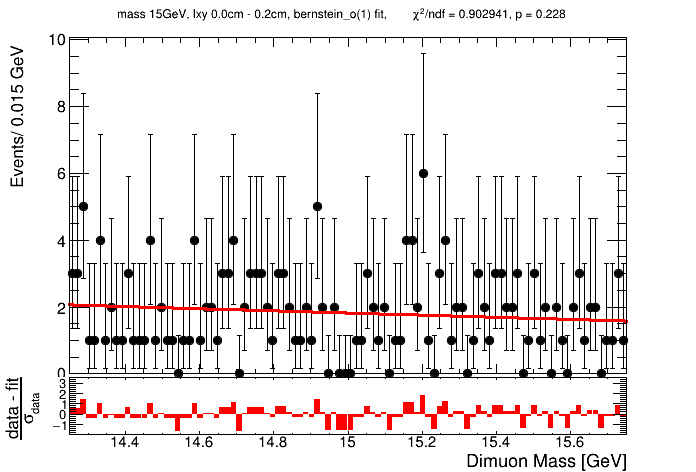 mass 15GeV, lxy 0.0cm - 0.2cm, bernstein_o(1) fit, χ²/ndf = 0.902941, p = 0.228
Events/ 0.015 GeV
10
8
6
4
2
0
data - fit
σdata
3
2
1
0
−1
14.4 14.6 14.8 15 15.2 15.4 15.6
Dimuon Mass [GeV]